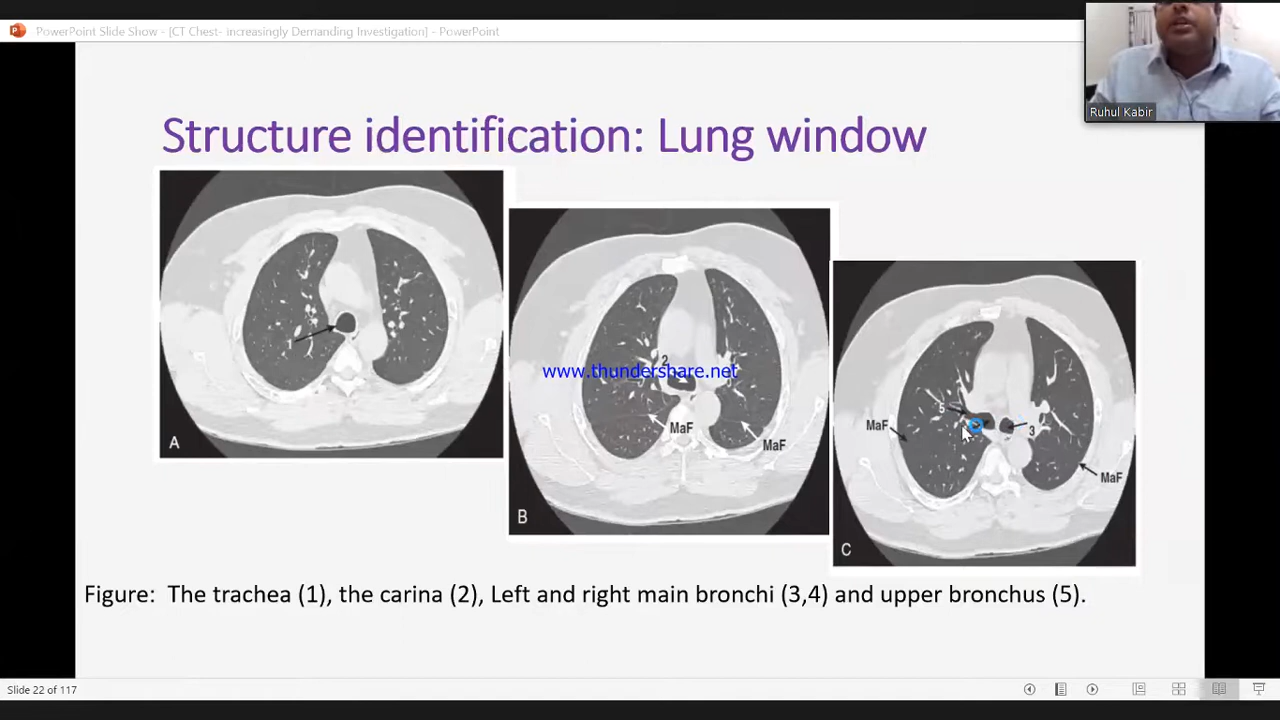 PowerPoint Slide Show - [CT Chest- increasingly Demanding Investigation] - PowerPoint
Ruhul Kabir
Structure identification: Lung window
1
A
2
www.thundershare.net
MaF
MaF
B
5
3
MaF
MaF
C
Figure: The trachea (1), the carina (2), Left and right main bronchi (3,4) and upper bronchus (5).
Slide 22 of 117